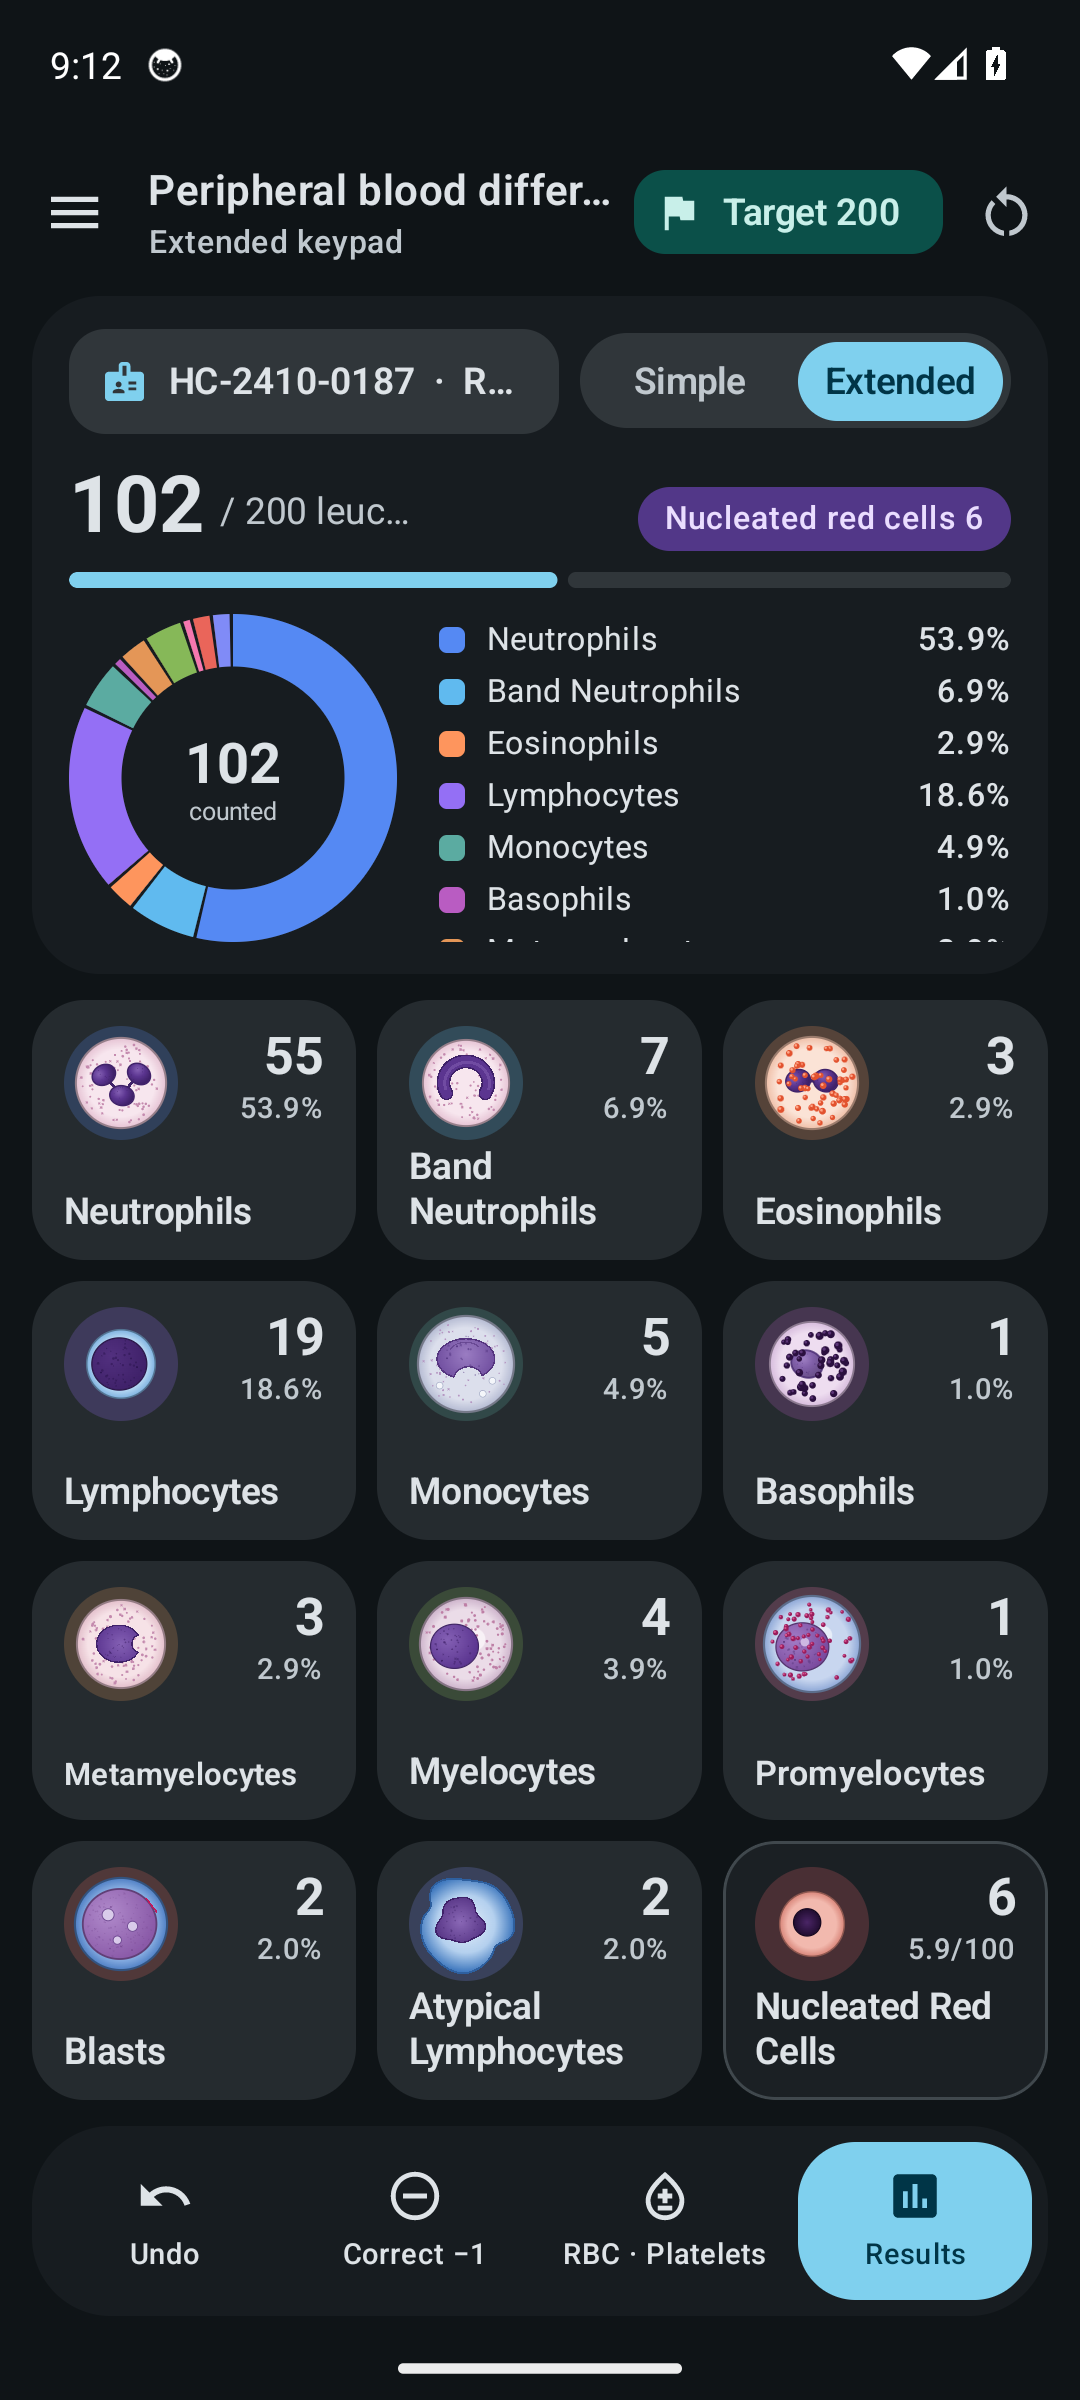 9:12
Peripheral blood differ...
Extended keypad
Target 200
HC-2410-0187 · R...
Simple
Extended
102 / 200 leuc...
Nucleated red cells 6
102
counted
Neutrophils 53.9%
Band Neutrophils 6.9%
Eosinophils 2.9%
Lymphocytes 18.6%
Monocytes 4.9%
Basophils 1.0%
55
53.9%
Neutrophils
7
6.9%
Band
Neutrophils
3
2.9%
Eosinophils
19
18.6%
Lymphocytes
5
4.9%
Monocytes
1
1.0%
Basophils
3
2.9%
Metamyelocytes
4
3.9%
Myelocytes
1
1.0%
Promyelocytes
2
2.0%
Blasts
2
2.0%
Atypical
Lymphocytes
6
5.9/100
Nucleated Red
Cells
Undo
Correct −1
RBC · Platelets
Results